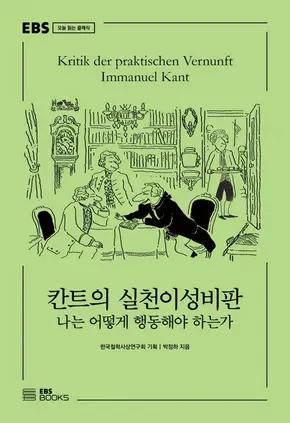 EBS 오늘 읽는 클래식
Kritik der praktischen Vernunft
Immanuel Kant
칸트의 실천이성비판
나는 어떻게 행동해야 하는가
한국철학사상연구회 기획 | 박정하 지음
EBS
BOOKS